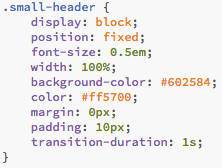 .small-header {
    display: block;
    position: fixed;
    font-size: 0.5em;
    width: 100%;
    background-color: #602584;
    color: #ff5700;
    margin: 0px;
    padding: 10px;
    transition-duration: 1s;
}